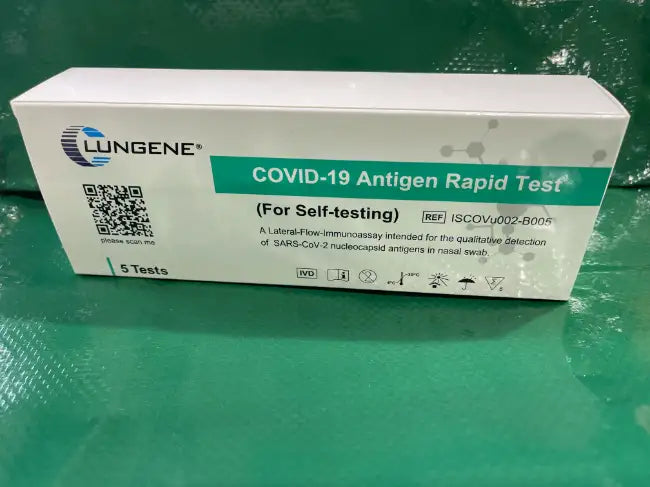 CLUNGENE®
COVID-19 Antigen Rapid Test
(For Self-testing)
REF ISCOVu002-B005
A Lateral-Flow-Immunoassay intended for the qualitative detection
of SARS-CoV-2 nucleocapsid antigens in nasal swab.
please scan me
5 Tests
IVD